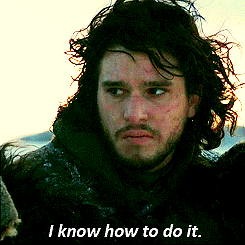 I know how to do it.